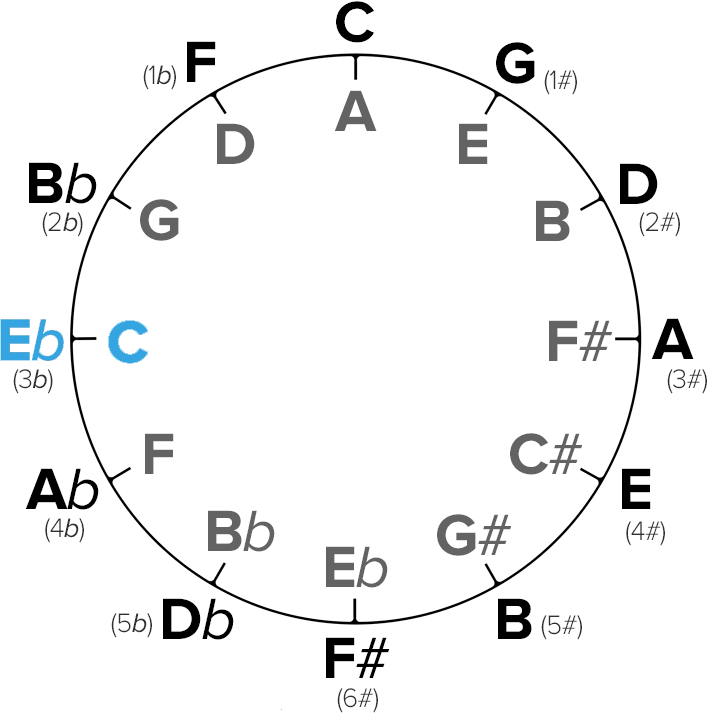 C
F
(1b)
G
(1#)
A
D
E
Bb
(2b)
D
(2#)
G
B
Eb
(3b)
C
F#
A
(3#)
F
C#
Ab
(4b)
E
(4#)
Bb
G#
Eb
(5b) Db
B (5#)
F#
(6#)